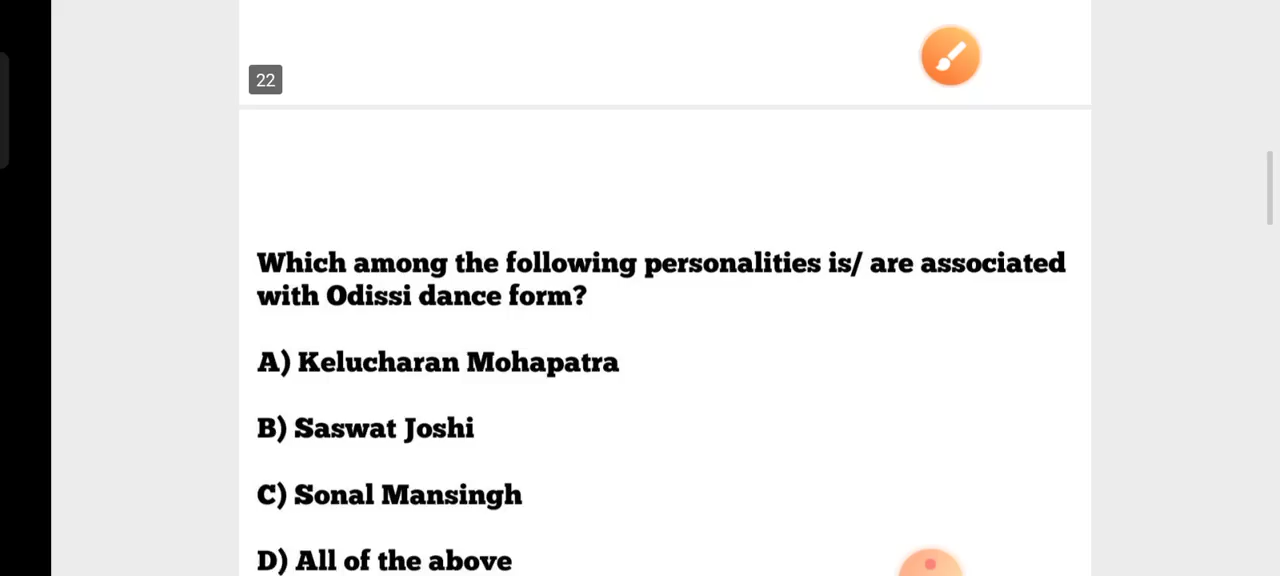 22
Which among the following personalities is/ are associated
with Odissi dance form?
A) Kelucharan Mohapatra
B) Saswat Joshi
C) Sonal Mansingh
D) All of the above